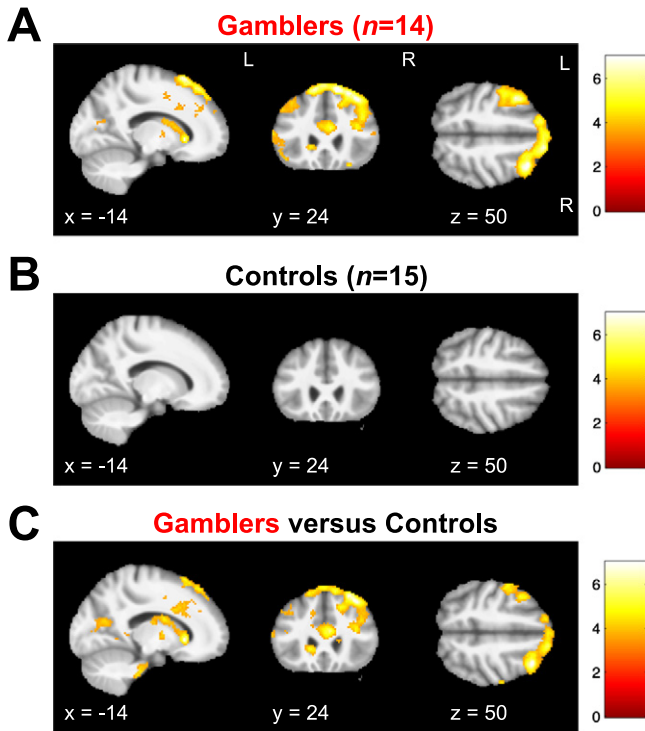 A
Gamblers (n=14)
L R L
6
4
2
0
R
x = -14 y = 24 z = 50
B
Controls (n=15)
6
4
2
0
x = -14 y = 24 z = 50
C
Gamblers versus Controls
6
4
2
0
x = -14 y = 24 z = 50